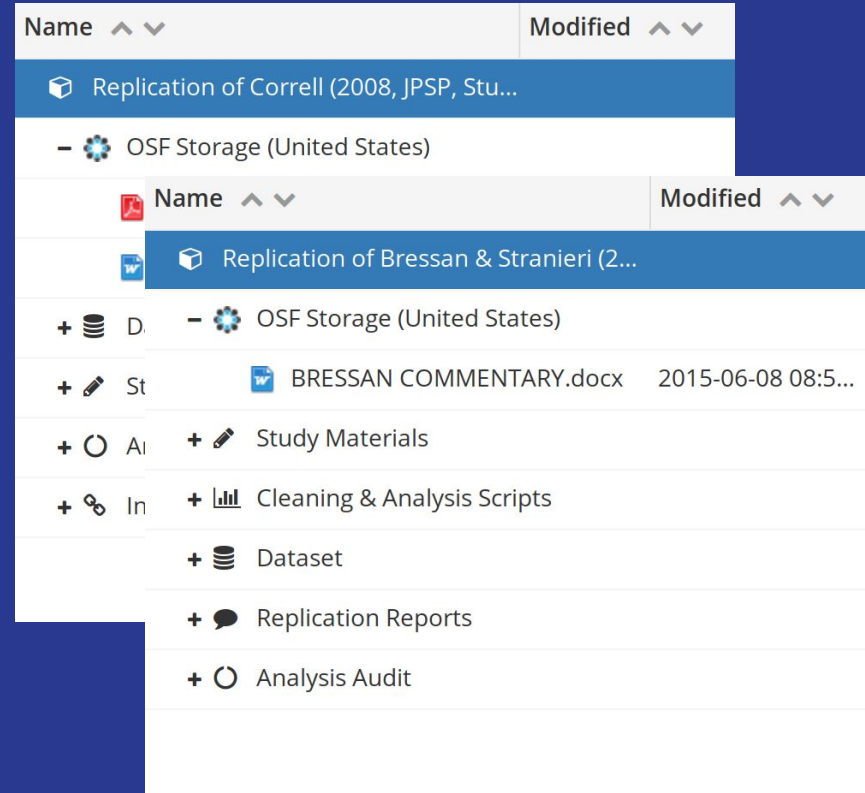 Name Modified
Replication of Correll (2008, JPSP, Stu...
OSF Storage (United States)
D
St
A
In
Name Modified
Replication of Bressan & Stranieri (2...
OSF Storage (United States)
BRESSAN COMMENTARY.docx 2015-06-08 08:5...
Study Materials
Cleaning & Analysis Scripts
Dataset
Replication Reports
Analysis Audit